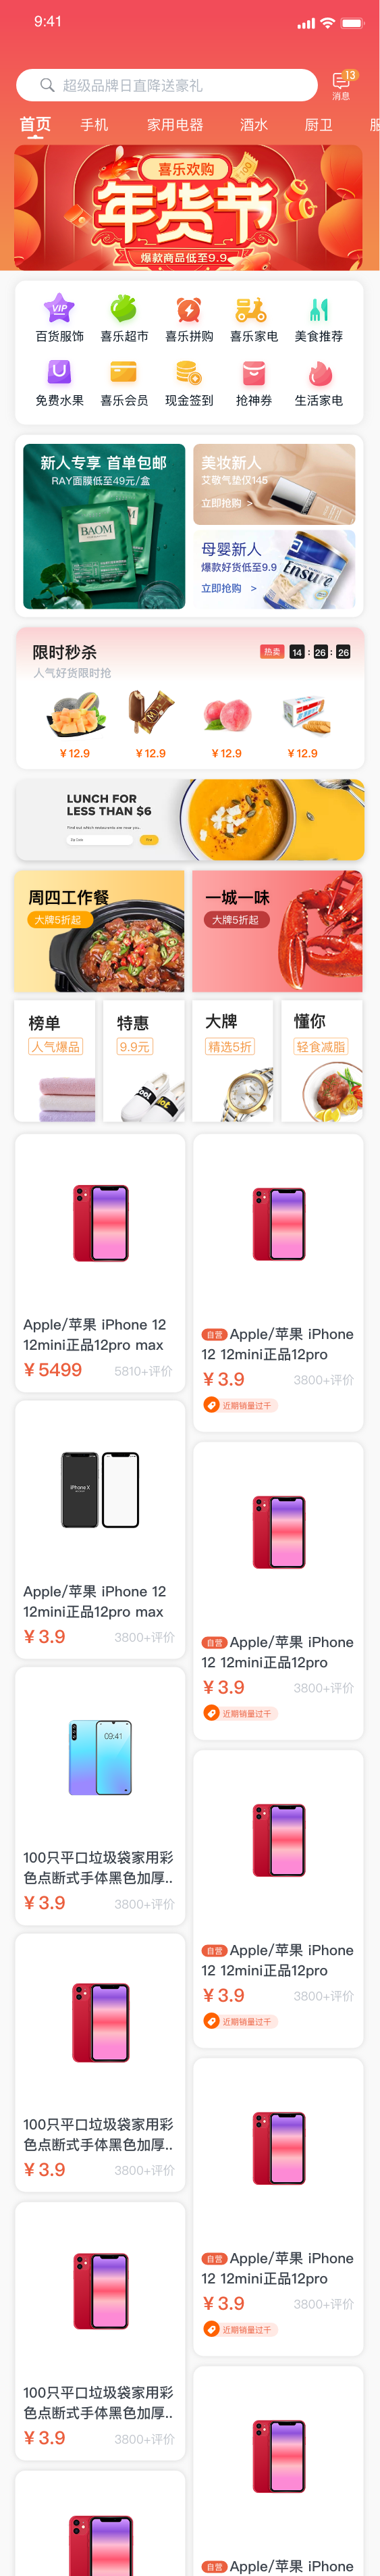 9:41
超级品牌日直降送豪礼
13
消息
首页 手机 家用电器 酒水 厨卫 服
喜乐欢购
年货节
爆款商品低至9.9
VIP
百货服饰 喜乐超市 喜乐拼购 喜乐家电 美食推荐
免费水果 喜乐会员 现金签到 抢神券 生活家电
新人专享 首单包邮
RAY面膜低至49元/盒
BAOM
美妆新人
艾敬气垫仅145
立即抢购 >
母婴新人
爆款好货低至9.9
立即抢购 >
Ensure
限时秒杀
热卖 14 : 26 : 26
人气好货限时抢
¥12.9 ¥12.9 ¥12.9 ¥12.9
LUNCH FOR
LESS THAN $6
Find out which restaurants are near you.
Zip Code
周四工作餐
大牌5折起
一城一味
大牌5折起
榜单
人气爆品
特惠
9.9元
大牌
精选5折
懂你
轻食减脂
Apple/苹果 iPhone 12
12mini正品12pro max
¥5499 5810+评价
自营 Apple/苹果 iPhone
12 12mini正品12pro
¥3.9 3800+评价
近期销量过千
iPhone X
Apple/苹果 iPhone 12
12mini正品12pro max
¥3.9 3800+评价
自营 Apple/苹果 iPhone
12 12mini正品12pro
¥3.9 3800+评价
近期销量过千
09:41
100只平口垃圾袋家用彩
色点断式手体黑色加厚..
¥3.9 3800+评价
自营 Apple/苹果 iPhone
12 12mini正品12pro
¥3.9 3800+评价
近期销量过千
100只平口垃圾袋家用彩
色点断式手体黑色加厚..
¥3.9 3800+评价
自营 Apple/苹果 iPhone
12 12mini正品12pro
¥3.9 3800+评价
近期销量过千
100只平口垃圾袋家用彩
色点断式手体黑色加厚..
¥3.9 3800+评价
自营 Apple/苹果 iPhone